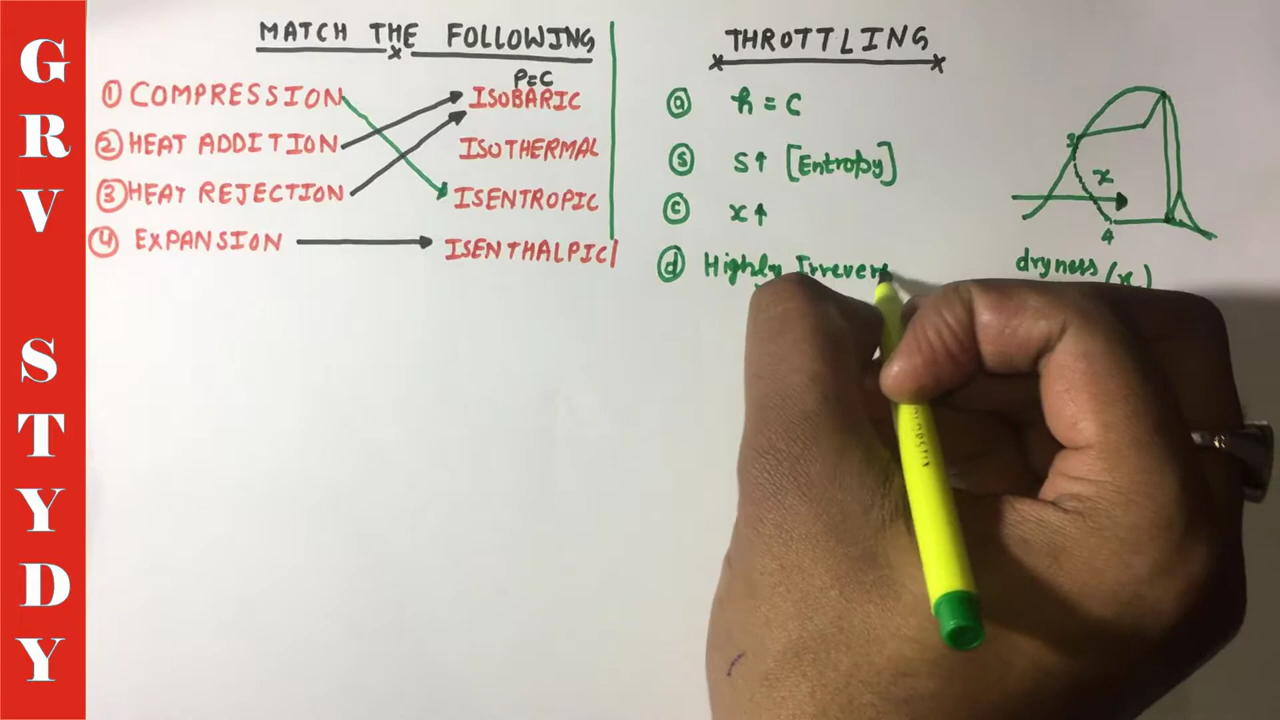 GRV STYDY
MATCH THE FOLLOWING
P=C
① COMPRESSION
ISOBARIC
② HEAT ADDITION
ISOTHERMAL
③ HEAT REJECTION
ISENTROPIC
④ EXPANSION
ISENTHALPIC
THROTTLING
ⓐ h = C
ⓢ S↑ [Entropy]
ⓒ x↑
ⓓ Highly Irrevers
3
x
4
dryness (x)